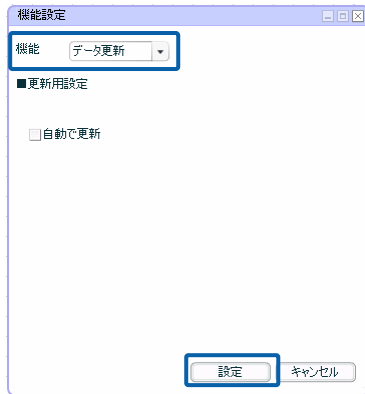 機能設定
機能 データ更新
■更新用設定
自動で更新
設定 キャンセル